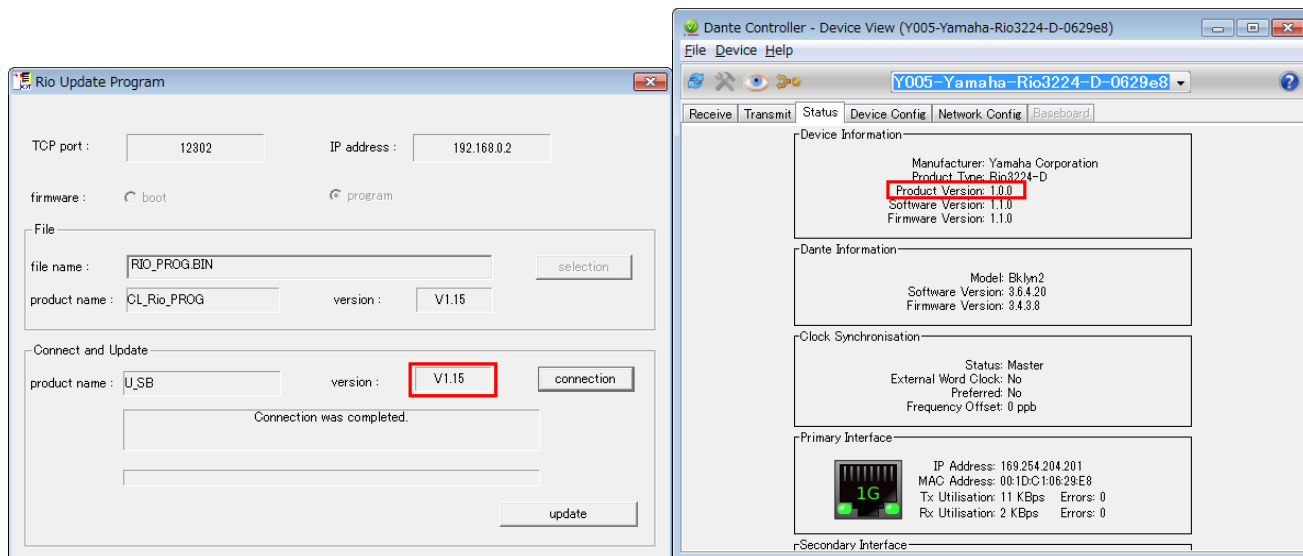 Rio Update Program
TCP port : 12302 IP address : 192.168.0.2
firmware : boot program
File
file name : RIO_PROG.BIN selection
product name : CL_Rio_PROG version : V1.15
Connect and Update
product name : U_SB version : V1.15 connection
Connection was completed.
update
Dante Controller - Device View (Y005-Yamaha-Rio3224-D-0629e8)
File Device Help
Y005-Yamaha-Rio3224-D-0629e8
Receive Transmit Status Device Config Network Config Baseboard
Device Information
Manufacturer: Yamaha Corporation
Product Type: Rio3224-D
Product Version: 1.0.0
Software Version: 1.1.0
Firmware Version: 1.1.0
Dante Information
Model: Bklyn2
Software Version: 3.6.4.20
Firmware Version: 3.4.3.8
Clock Synchronisation
Status: Master
External Word Clock: No
Preferred: No
Frequency Offset: 0 ppb
Primary Interface
1G
IP Address: 169.254.204.201
MAC Address: 00:1D:C1:06:29:E8
Tx Utilisation: 11 KBps Errors: 0
Rx Utilisation: 2 KBps Errors: 0
Secondary Interface